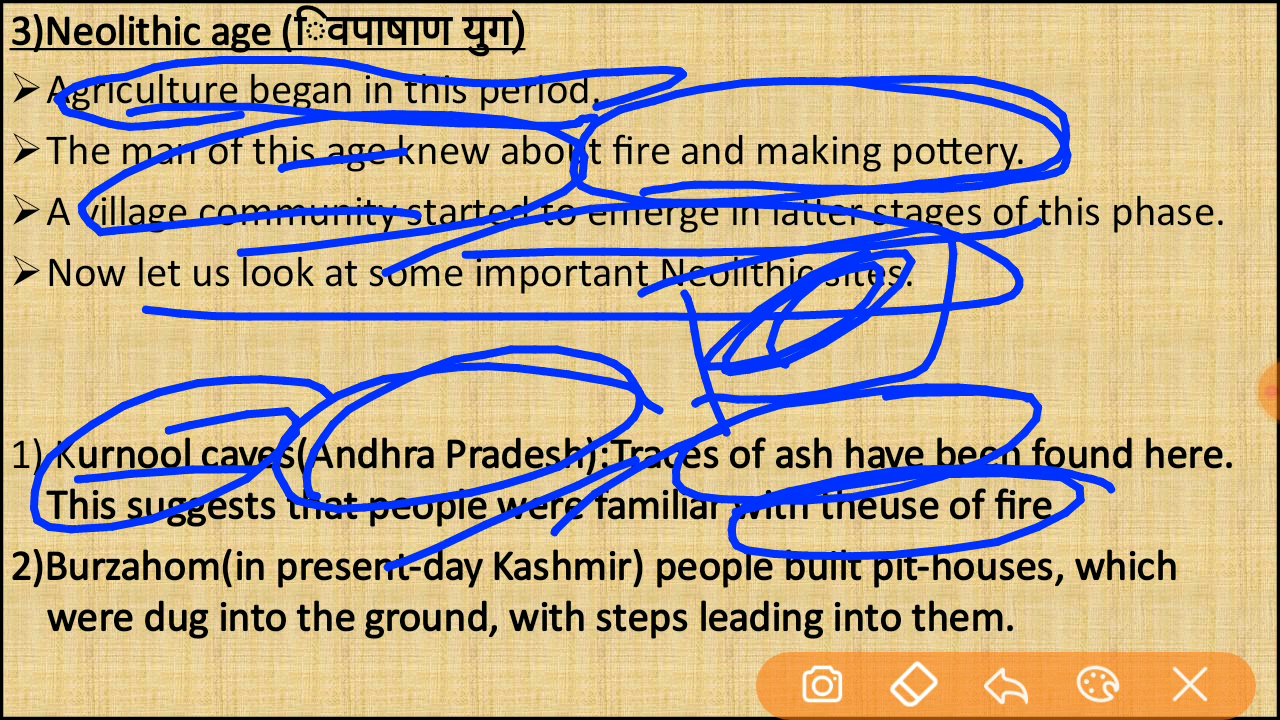 3)Neolithic age (िवपाषाण युग)
➢Agriculture began in this period.
➢The man of this age knew about fire and making pottery.
➢A village community started to emerge in latter stages of this phase.
➢Now let us look at some important Neolithic sites.
1) Kurnool caves(Andhra Pradesh):Traces of ash have been found here.
This suggests that people were familiar with theuse of fire
2)Burzahom(in present-day Kashmir) people built pit-houses, which
were dug into the ground, with steps leading into them.